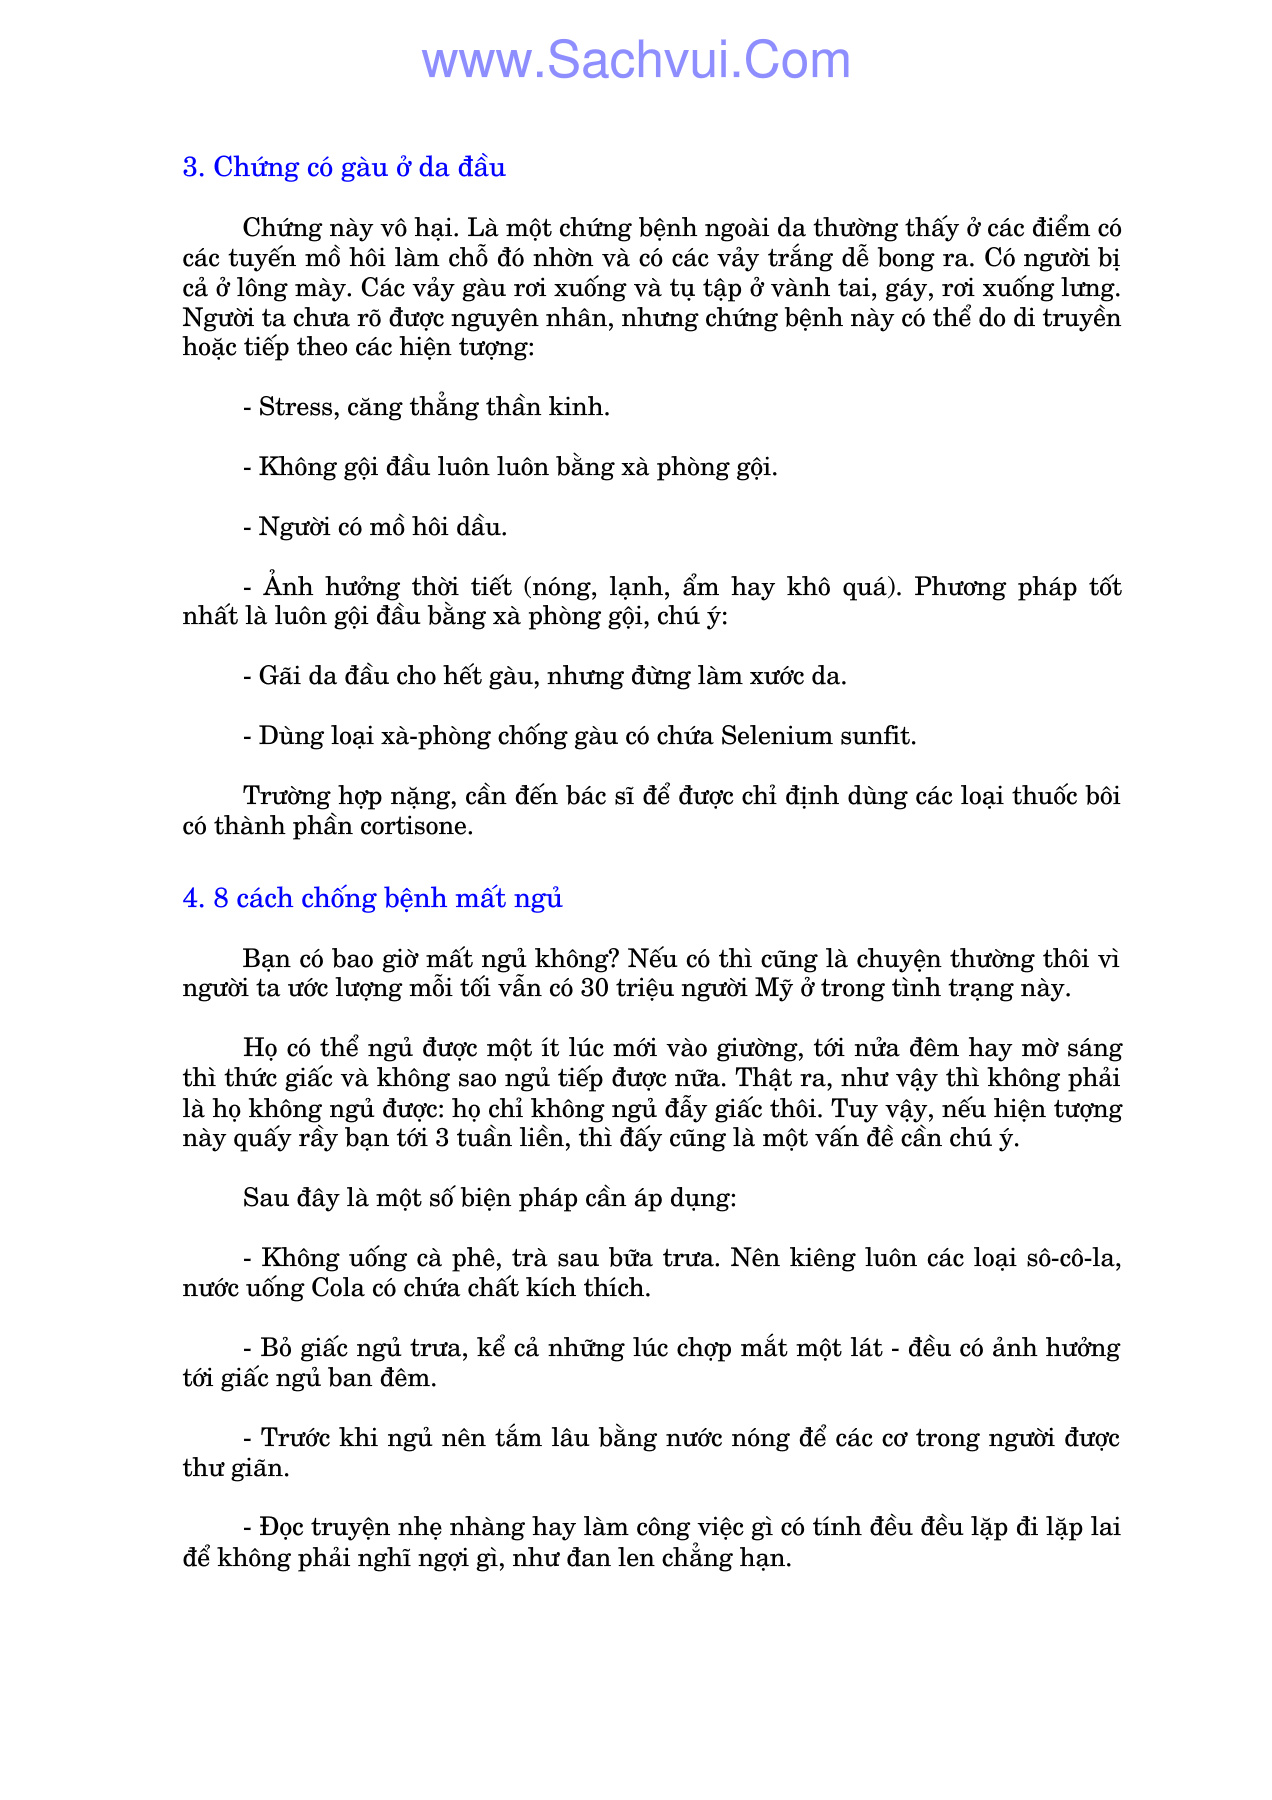 www.Sachvui.Com
3. Chứng có gàu ở da đầu
Chứng này vô hại. Là một chứng bệnh ngoài da thường thấy ở các điểm có
các tuyến mồ hôi làm chỗ đó nhờn và có các vảy trắng dễ bong ra. Có người bị
cả ở lông mày. Các vảy gàu rơi xuống và tụ tập ở vành tai, gáy, rơi xuống lưng.
Người ta chưa rõ được nguyên nhân, nhưng chứng bệnh này có thể do di truyền
hoặc tiếp theo các hiện tượng:
- Stress, căng thẳng thần kinh.
- Không gội đầu luôn luôn bằng xà phòng gội.
- Người có mồ hôi dầu.
- Ảnh hưởng thời tiết (nóng, lạnh, ẩm hay khô quá). Phương pháp tốt
nhất là luôn gội đầu bằng xà phòng gội, chú ý:
- Gãi da đầu cho hết gàu, nhưng đừng làm xước da.
- Dùng loại xà-phòng chống gàu có chứa Selenium sunfit.
Trường hợp nặng, cần đến bác sĩ để được chỉ định dùng các loại thuốc bôi
có thành phần cortisone.
4. 8 cách chống bệnh mất ngủ
Bạn có bao giờ mất ngủ không? Nếu có thì cũng là chuyện thường thôi vì
người ta ước lượng mỗi tối vẫn có 30 triệu người Mỹ ở trong tình trạng này.
Họ có thể ngủ được một ít lúc mới vào giường, tới nửa đêm hay mờ sáng
thì thức giấc và không sao ngủ tiếp được nữa. Thật ra, như vậy thì không phải
là họ không ngủ được: họ chỉ không ngủ đẫy giấc thôi. Tuy vậy, nếu hiện tượng
này quấy rầy bạn tới 3 tuần liền, thì đấy cũng là một vấn đề cần chú ý.
Sau đây là một số biện pháp cần áp dụng:
- Không uống cà phê, trà sau bữa trưa. Nên kiêng luôn các loại sô-cô-la,
nước uống Cola có chứa chất kích thích.
- Bỏ giấc ngủ trưa, kể cả những lúc chợp mắt một lát - đều có ảnh hưởng
tới giấc ngủ ban đêm.
- Trước khi ngủ nên tắm lâu bằng nước nóng để các cơ trong người được
thư giãn.
- Đọc truyện nhẹ nhàng hay làm công việc gì có tính đều đều lặp đi lặp lai
để không phải nghĩ ngợi gì, như đan len chẳng hạn.